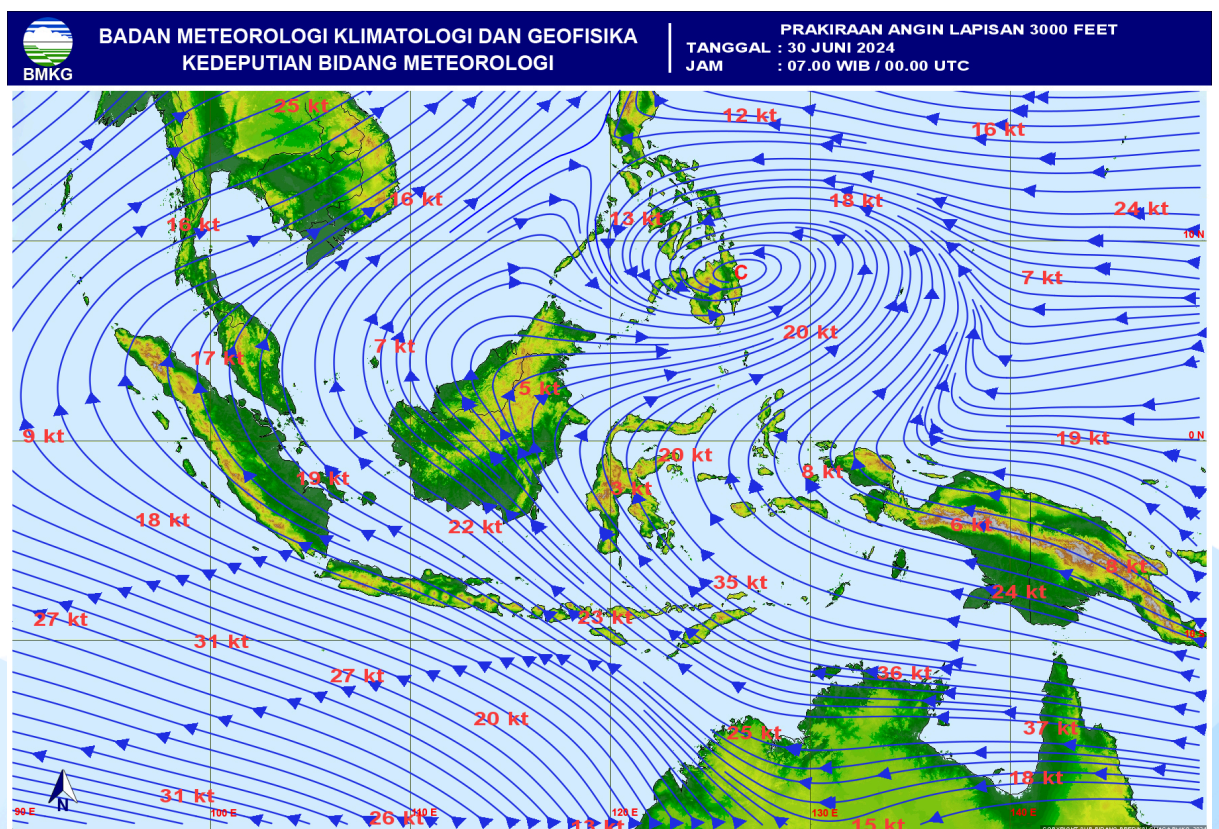 BADAN METEOROLOGI KLIMATOLOGI DAN GEOFISIKA
KEDEPUTIAN BIDANG METEOROLOGI
BMKG
PRAKIRAAN ANGIN LAPISAN 3000 FEET
TANGGAL : 30 JUNI 2024
JAM : 07.00 WIB / 00.00 UTC
25 kt
12 kt
16 kt
16 kt
18 kt
24 kt
16 kt
13 kt
10 N
C
7 kt
20 kt
7 kt
17 kt
5 kt
9 kt
19 kt
0 N
20 kt
8 kt
19 kt
3 kt
18 kt
22 kt
6 kt
8 kt
35 kt
24 kt
27 kt
23 kt
31 kt
10 S
27 kt
36 kt
20 kt
25 kt
37 kt
18 kt
31 kt
90 E
100 E
110 E
120 E
130 E
140 E
26 kt
13 kt
15 kt
N